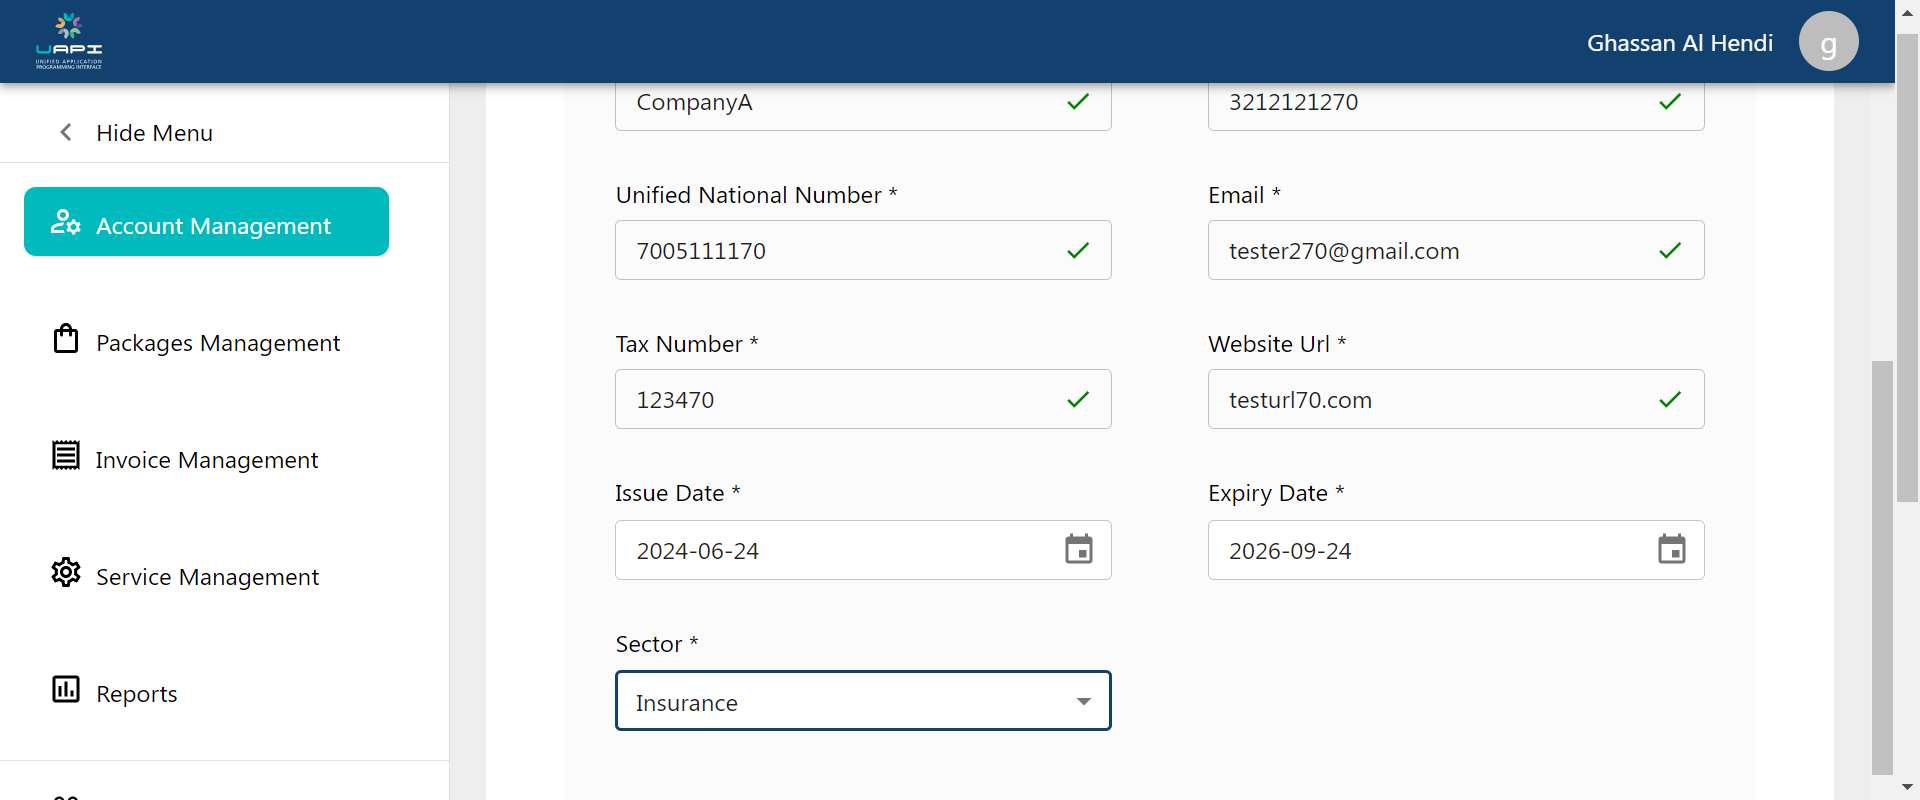 UAPI
UNIFIED APPLICATION
PROGRAMMING INTERFACE
Ghassan Al Hendi
g
Hide Menu
Account Management
Packages Management
Invoice Management
Service Management
Reports
CompanyA
3212121270
Unified National Number *
Email *
7005111170
tester270@gmail.com
Tax Number *
Website Url *
123470
testurl70.com
Issue Date *
Expiry Date *
2024-06-24
2026-09-24
Sector *
Insurance